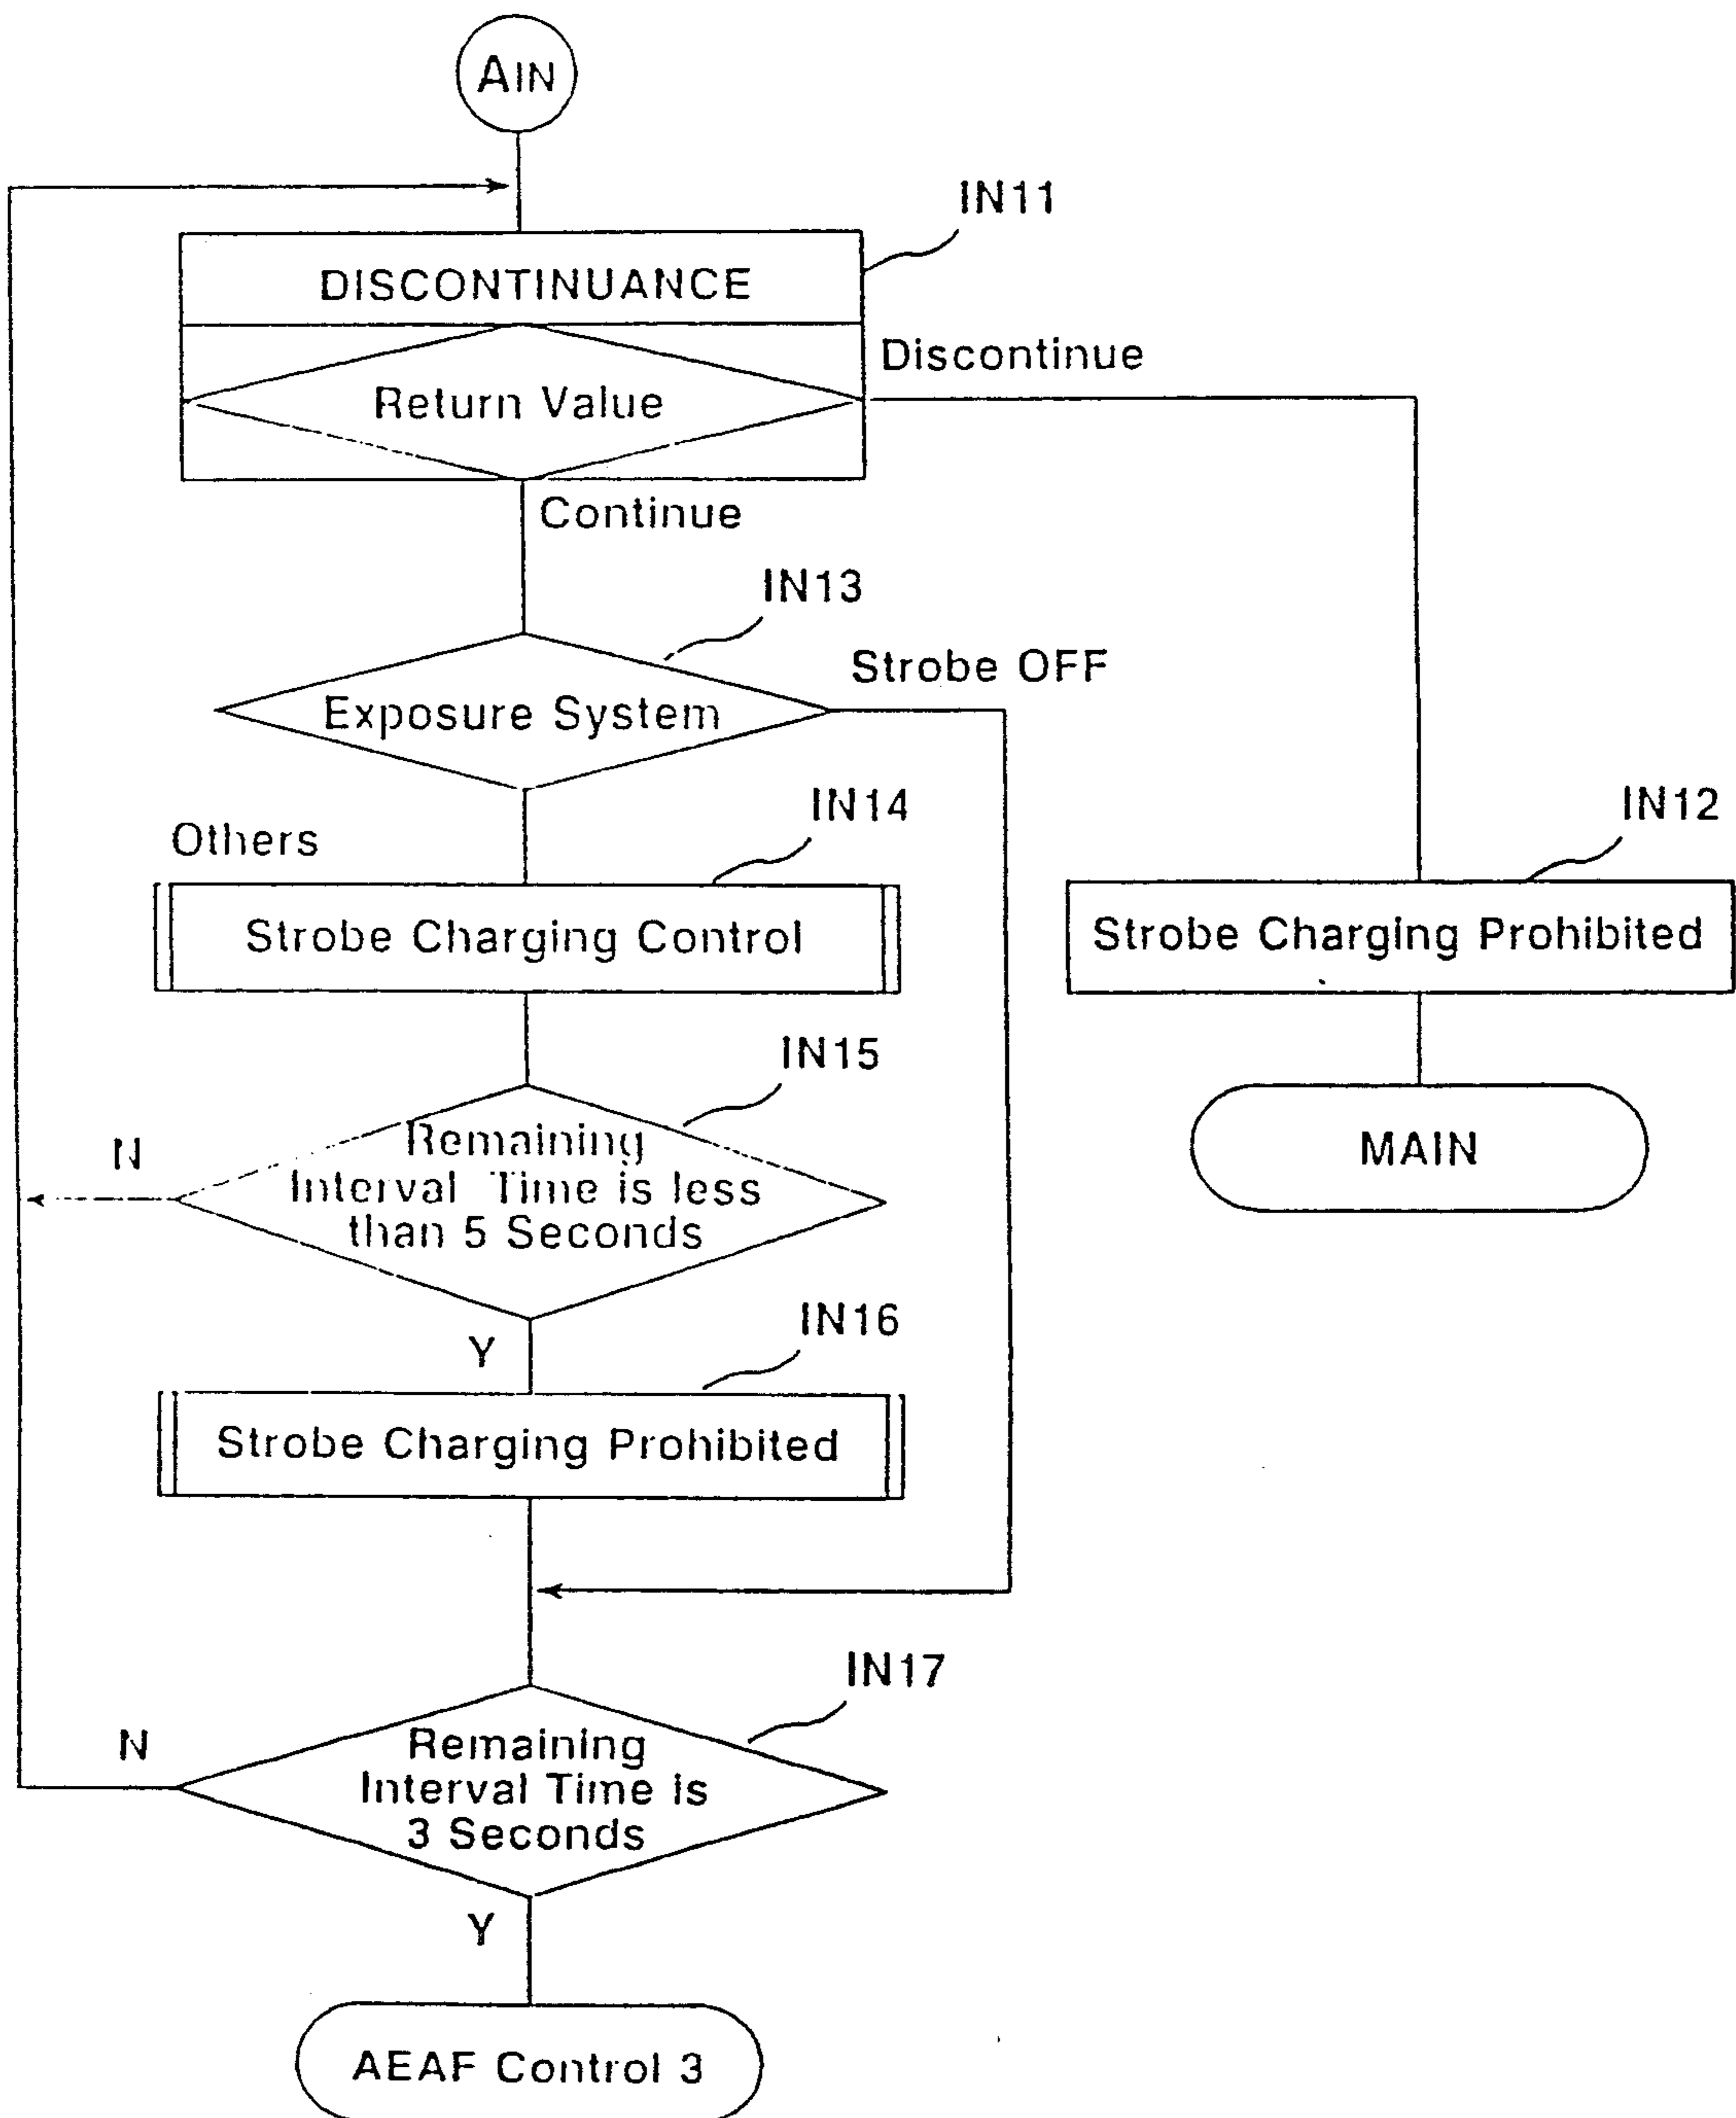 AIN
IN11
DISCONTINUANCE
Discontinue
Return Value
Continue
IN13
Strobe OFF
Exposure System
IN14
IN12
Others
Strobe Charging Control
Strobe Charging Prohibited
IN15
MAIN
N
Remaining
Interval Time is less
than 5 Seconds
Y
IN16
Strobe Charging Prohibited
IN17
N
Remaining
Interval Time is
3 Seconds
Y
AEAF Control 3